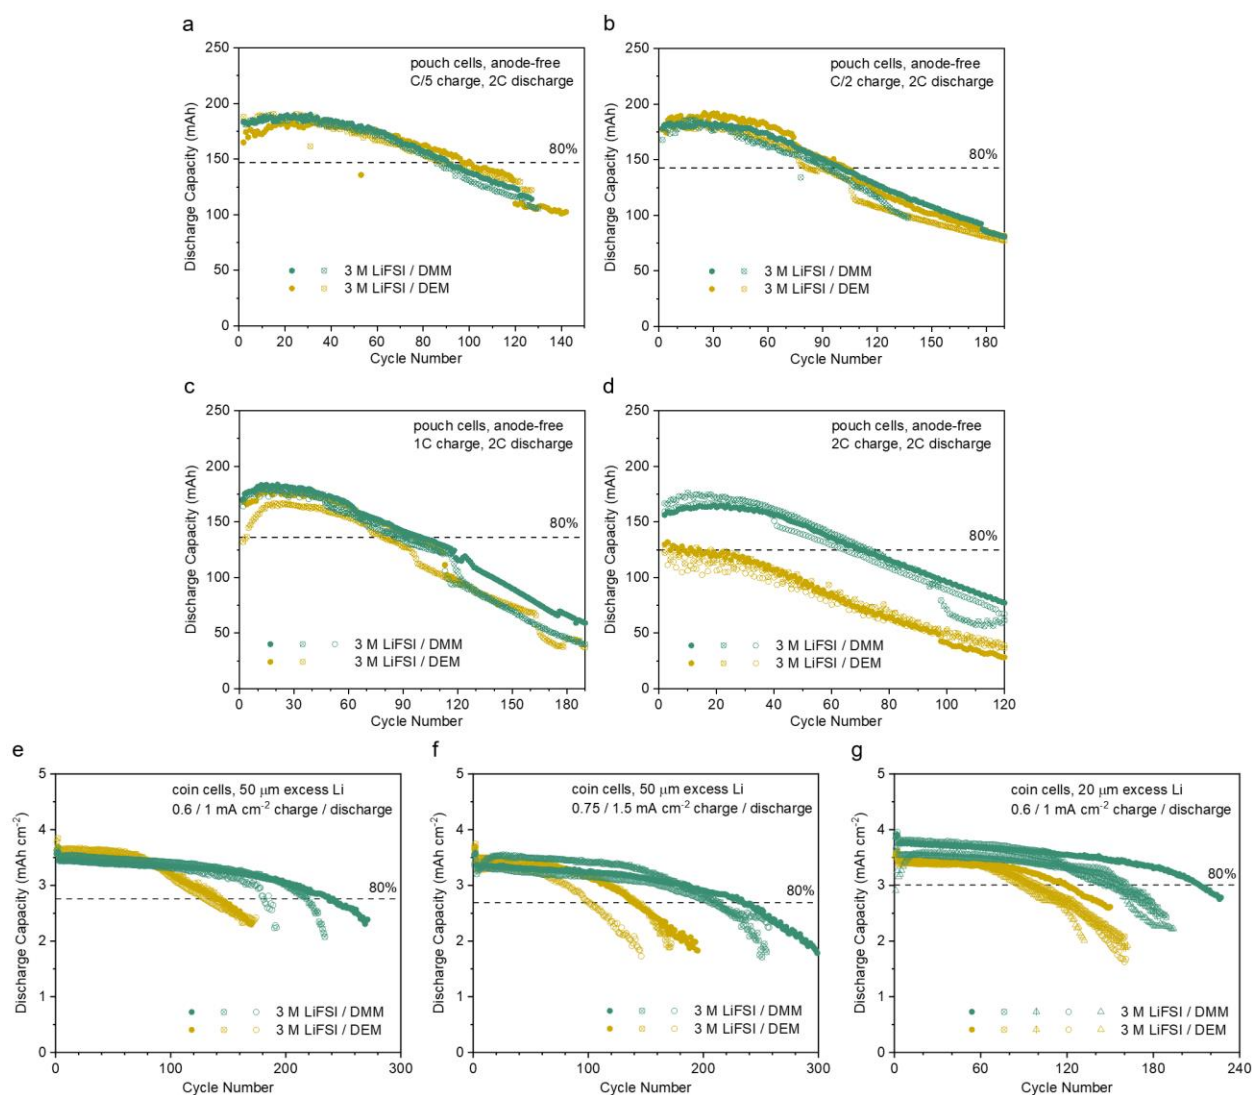 a
250
200
150
100
50
0
Discharge Capacity (mAh)
pouch cells, anode-free
C/5 charge, 2C discharge
80%
3 M LiFSI / DMM
3 M LiFSI / DEM
0 20 40 60 80 100 120 140
Cycle Number
b
250
200
150
100
50
0
Discharge Capacity (mAh)
pouch cells, anode-free
C/2 charge, 2C discharge
80%
3 M LiFSI / DMM
3 M LiFSI / DEM
0 30 60 90 120 150 180
Cycle Number
c
250
200
150
100
50
0
Discharge Capacity (mAh)
pouch cells, anode-free
1C charge, 2C discharge
80%
3 M LiFSI / DMM
3 M LiFSI / DEM
0 30 60 90 120 150 180
Cycle Number
d
250
200
150
100
50
0
Discharge Capacity (mAh)
pouch cells, anode-free
2C charge, 2C discharge
80%
3 M LiFSI / DMM
3 M LiFSI / DEM
0 20 40 60 80 100 120
Cycle Number
e
5
4
3
2
1
0
Discharge Capacity (mAh cm⁻²)
coin cells, 50 μm excess Li
0.6 / 1 mA cm⁻² charge / discharge
80%
3 M LiFSI / DMM
3 M LiFSI / DEM
0 100 200 300
Cycle Number
f
5
4
3
2
1
0
Discharge Capacity (mAh cm⁻²)
coin cells, 50 μm excess Li
0.75 / 1.5 mA cm⁻² charge / discharge
80%
3 M LiFSI / DMM
3 M LiFSI / DEM
0 100 200 300
Cycle Number
g
5
4
3
2
1
0
Discharge Capacity (mAh cm⁻²)
coin cells, 20 μm excess Li
0.6 / 1 mA cm⁻² charge / discharge
80%
3 M LiFSI / DMM
3 M LiFSI / DEM
0 60 120 180 240
Cycle Number